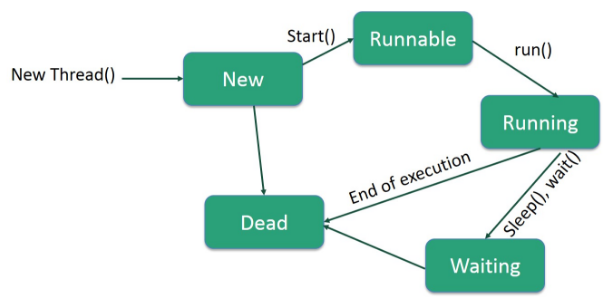 Start()
Runnable
run()
New Thread()
New
Running
End of execution
Sleep(), wait()
Dead
Waiting